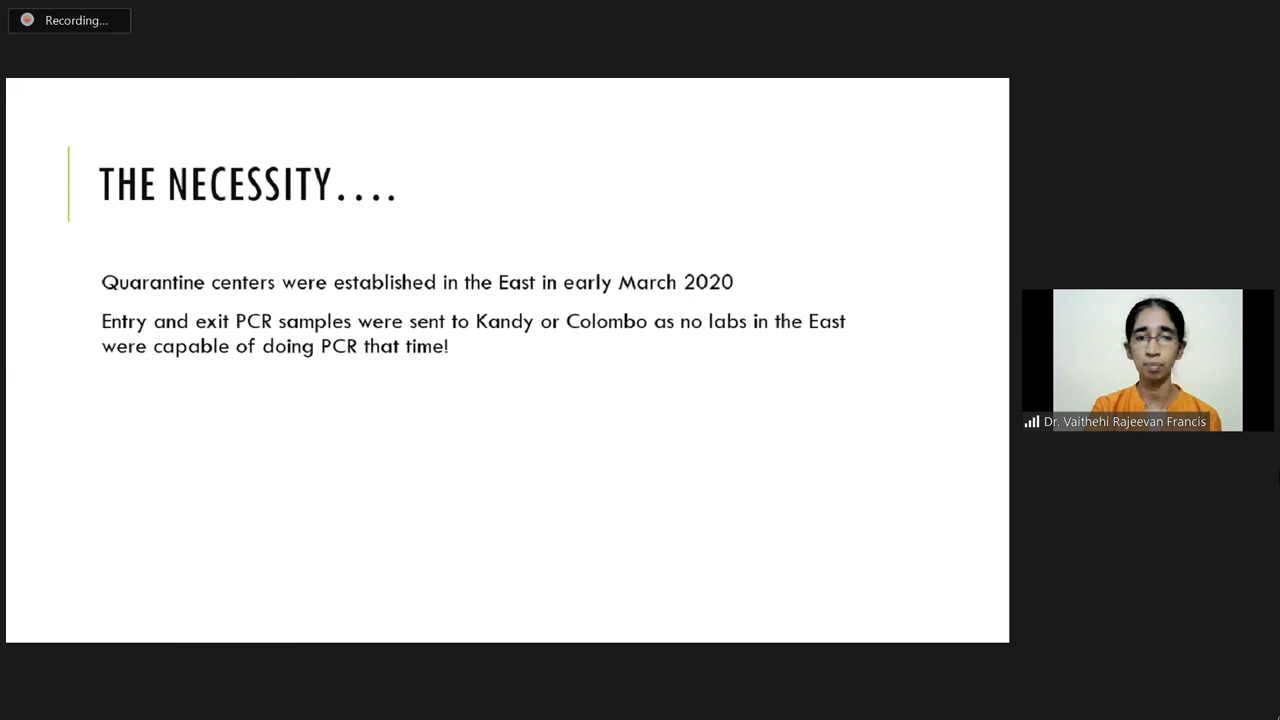 Recording...
THE NECESSITY....
Quarantine centers were established in the East in early March 2020
Entry and exit PCR samples were sent to Kandy or Colombo as no labs in the East
were capable of doing PCR that time!
Dr. Vaithehi Rajeevan Francis